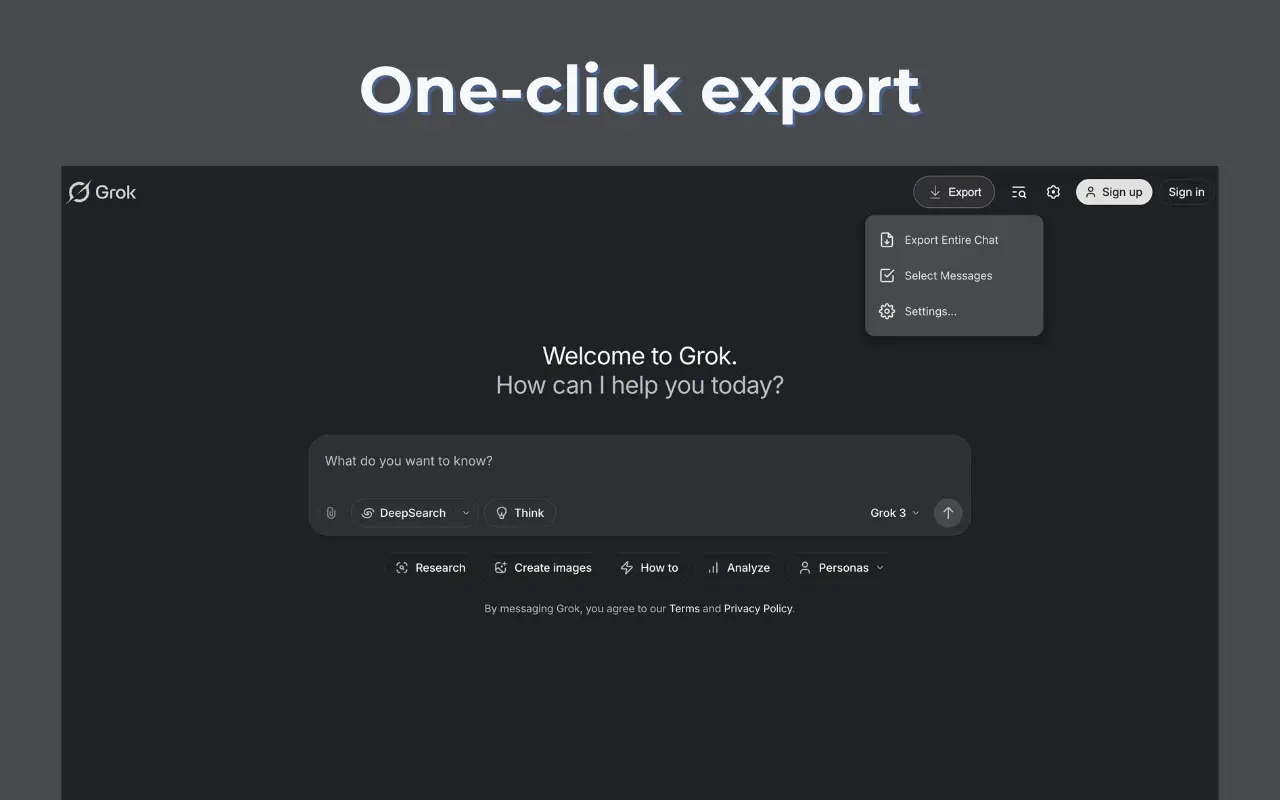 One-click export
Grok
Export
Sign up
Sign in
Export Entire Chat
Select Messages
Settings...
Welcome to Grok.
How can I help you today?
What do you want to know?
DeepSearch
Think
Grok 3
Research
Create images
How to
Analyze
Personas
By messaging Grok, you agree to our Terms and Privacy Policy.